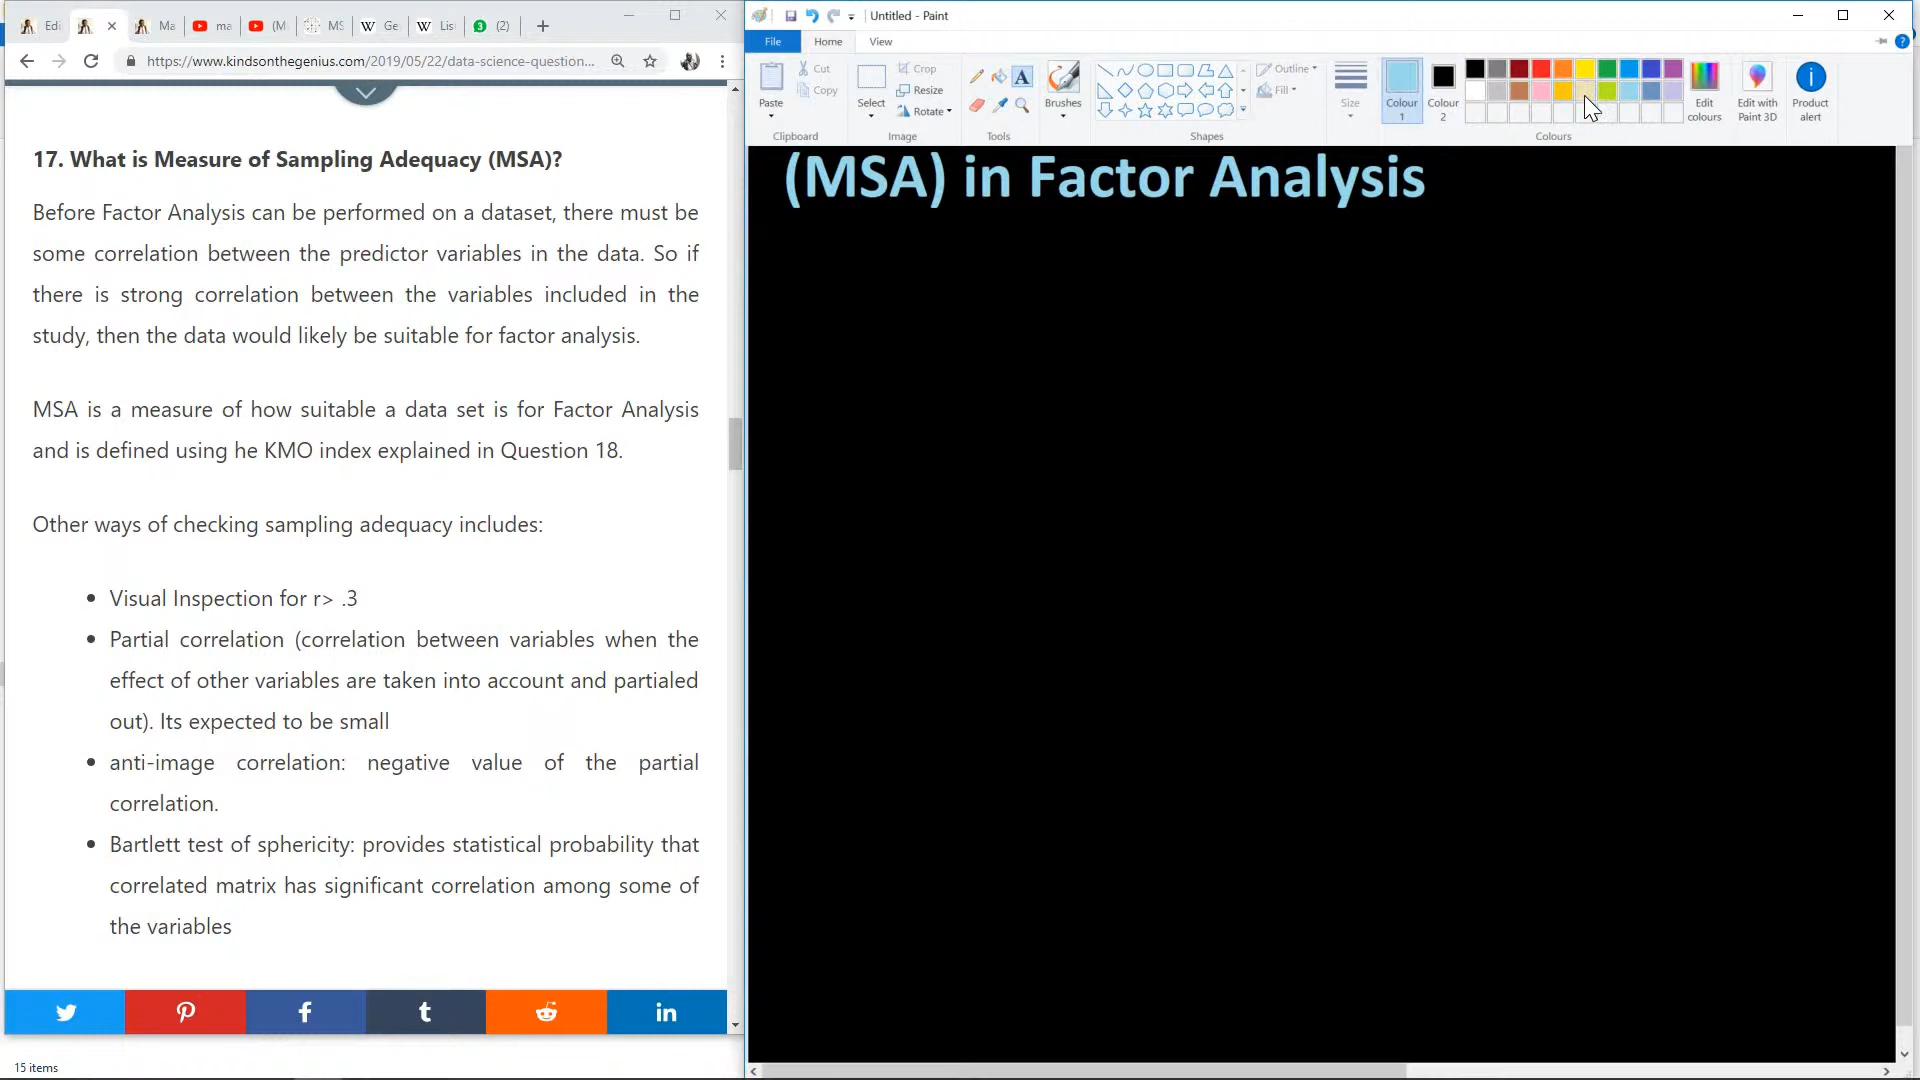 Edi
Ma
ma
(M
MS
Ge
Lis
3
(2)
https://www.kindsonthegenius.com/2019/05/22/data-science-question...
17. What is Measure of Sampling Adequacy (MSA)?
Before Factor Analysis can be performed on a dataset, there must be
some correlation between the predictor variables in the data. So if
there is strong correlation between the variables included in the
study, then the data would likely be suitable for factor analysis.
MSA is a measure of how suitable a data set is for Factor Analysis
and is defined using he KMO index explained in Question 18.
Other ways of checking sampling adequacy includes:
Visual Inspection for r> .3
Partial correlation (correlation between variables when the
effect of other variables are taken into account and partialed
out). Its expected to be small
anti-image correlation: negative value of the partial
correlation.
Bartlett test of sphericity: provides statistical probability that
correlated matrix has significant correlation among some of
the variables
15 items
Untitled - Paint
File Home View
Paste
Cut
Copy
Clipboard
Select
Crop
Resize
Rotate
Image
A
Tools
Brushes
Outline
Fill
Shapes
Size
Colour 1
Colour 2
Colours
Edit colours
Edit with Paint 3D
Product alert
(MSA) in Factor Analysis